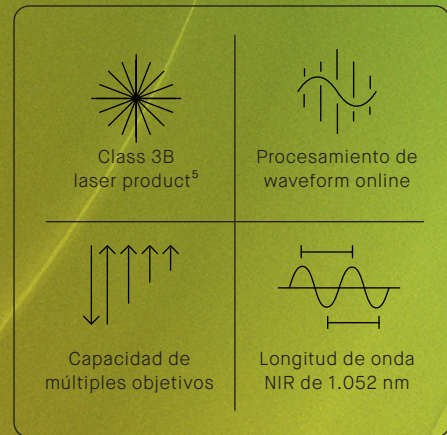 Class 3B
laser product⁵
Procesamiento de
waveform online
Capacidad de
múltiples objetivos
Longitud de onda
NIR de 1.052 nm